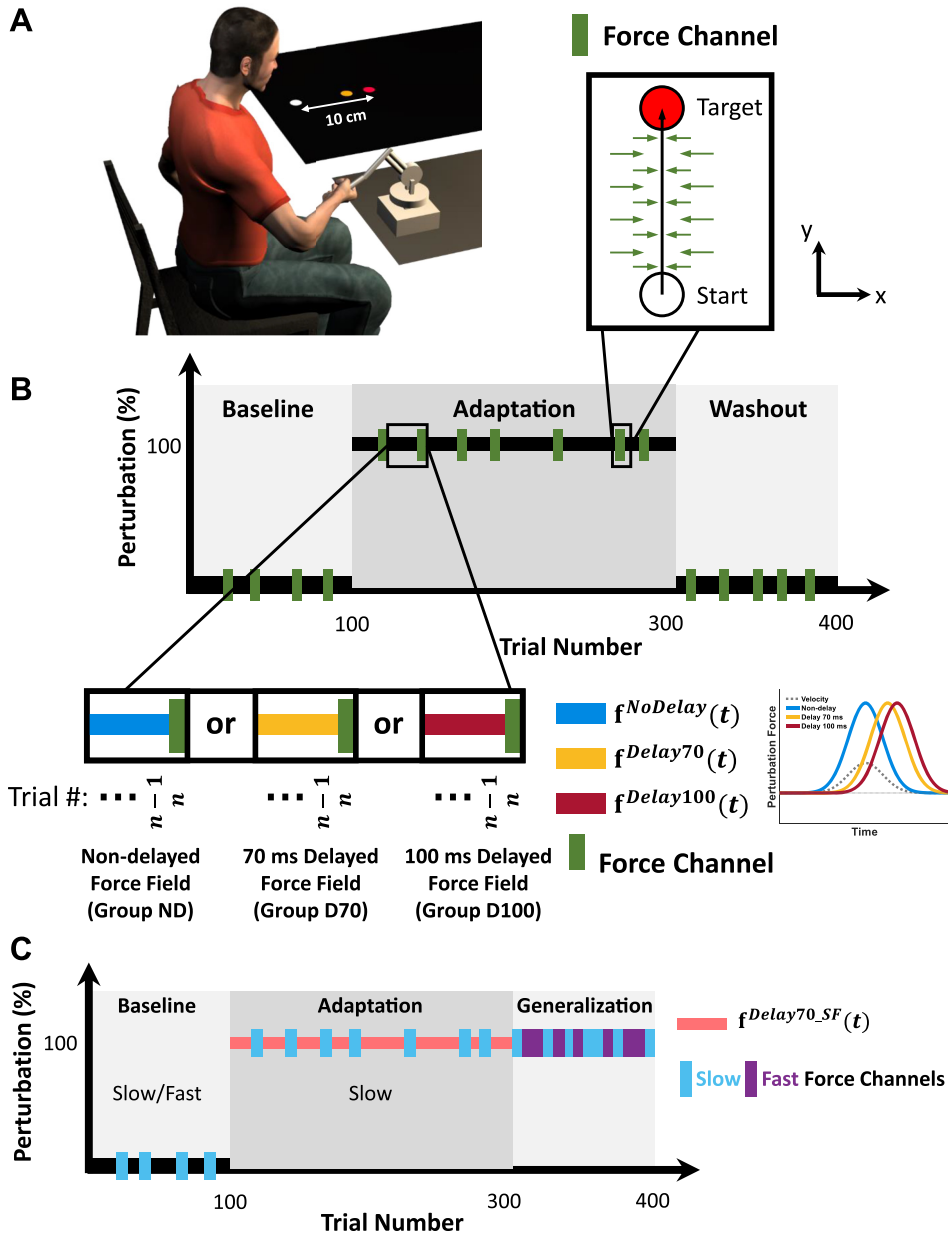 A
10 cm
Force Channel
Target
Start
y
x
B
Perturbation (%)
100
Baseline
Adaptation
Washout
100
300
400
Trial Number
or
or
f^NoDelay(t)
f^Delay70(t)
f^Delay100(t)
Force Channel
Velocity
Non-delay
Delay 70 ms
Delay 100 ms
Perturbation Force
Time
Trial #:
n − 1
n
n − 1
n
n − 1
n
Non-delayed
Force Field
(Group ND)
70 ms Delayed
Force Field
(Group D70)
100 ms Delayed
Force Field
(Group D100)
C
Perturbation (%)
100
Baseline
Adaptation
Generalization
Slow/Fast
Slow
100
300
400
Trial Number
f^Delay70_SF(t)
Slow Fast Force Channels